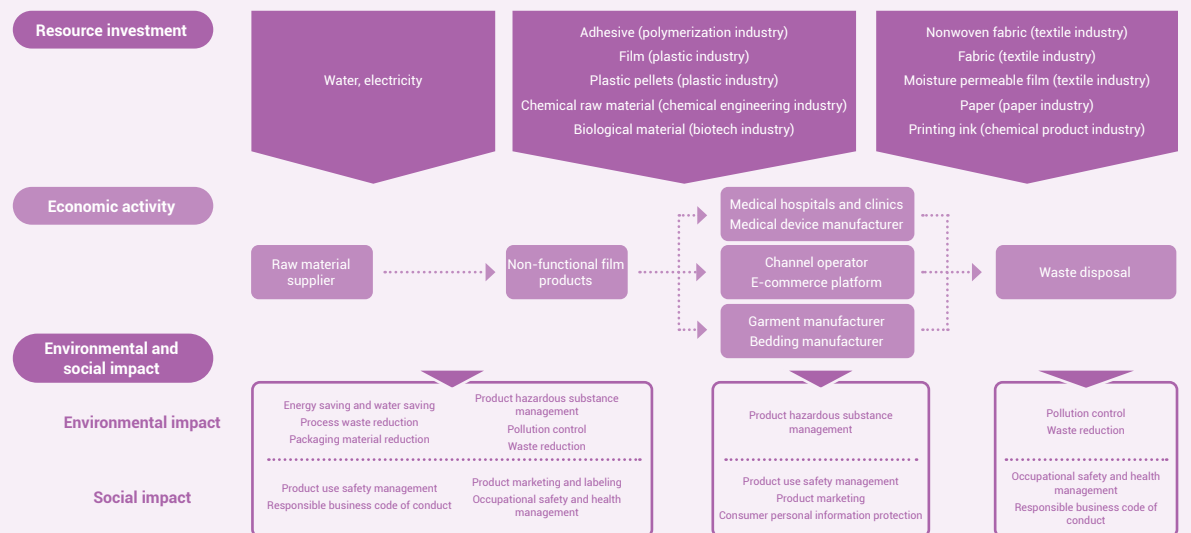 Resource investment
Water, electricity
Adhesive (polymerization industry)
Film (plastic industry)
Plastic pellets (plastic industry)
Chemical raw material (chemical engineering industry)
Biological material (biotech industry)
Nonwoven fabric (textile industry)
Fabric (textile industry)
Moisture permeable film (textile industry)
Paper (paper industry)
Printing ink (chemical product industry)
Economic activity
Raw material
supplier
Non-functional film
products
Medical hospitals and clinics
Medical device manufacturer
Channel operator
E-commerce platform
Garment manufacturer
Bedding manufacturer
Waste disposal
Environmental and
social impact
Environmental impact
Energy saving and water saving
Process waste reduction
Packaging material reduction
Product hazardous substance
management
Pollution control
Waste reduction
Product hazardous substance
management
Pollution control
Waste reduction
Social impact
Product use safety management
Responsible business code of conduct
Product marketing and labeling
Occupational safety and health
management
Product use safety management
Product marketing
Consumer personal information protection
Occupational safety and health
management
Responsible business code of
conduct